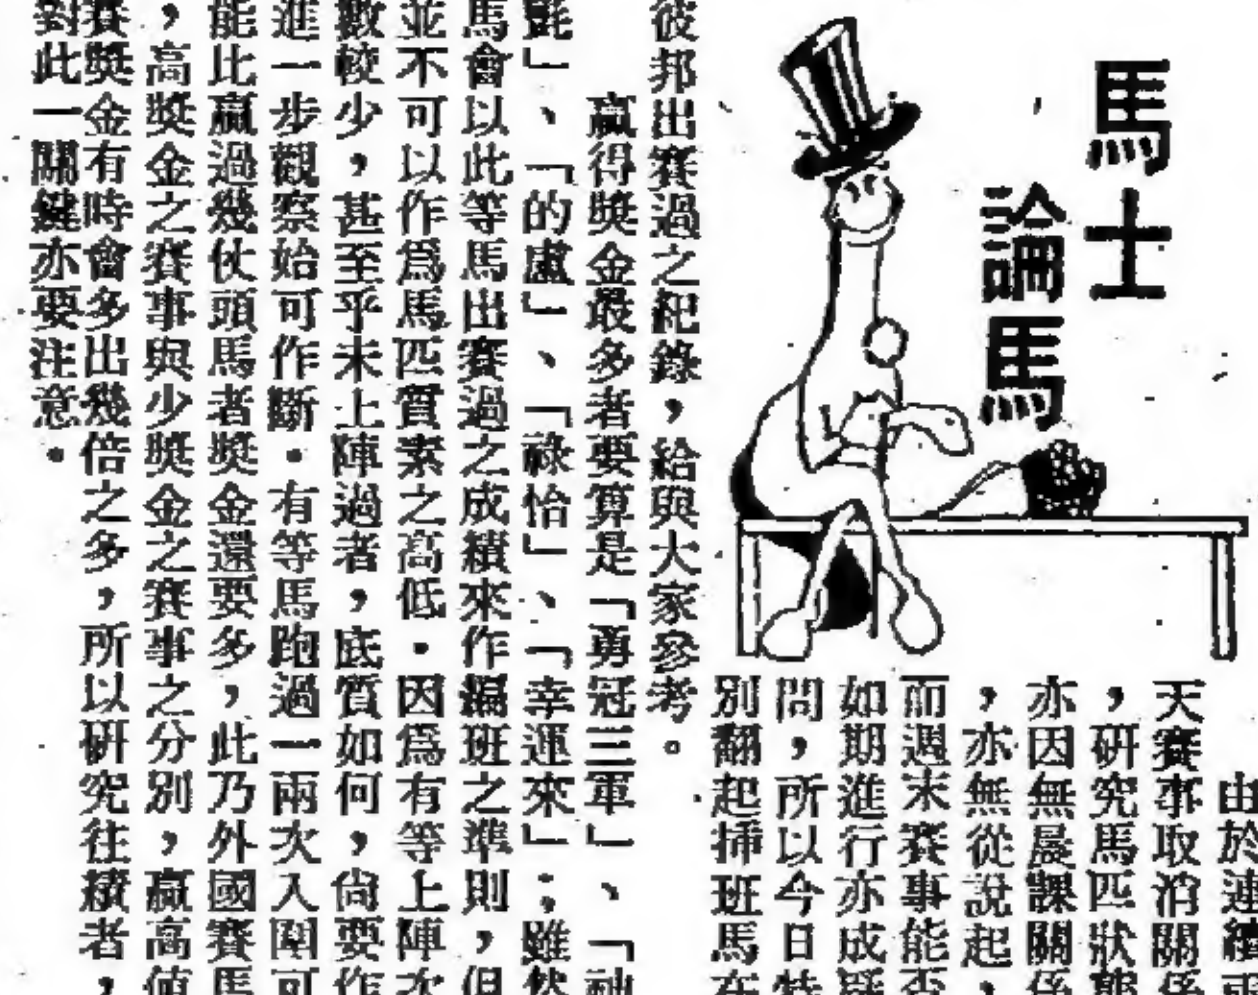 馬士
論馬
由於連續
天賽事取消關係
，研究馬匹狀態
亦因無晨課關係
，亦無從說起，
而週末賽事能否
如期進行亦成疑
問，所以今日特
別翻起插班馬在
彼邦出賽過之紀錄，給與大家參考。
贏得獎金最多者要算是「勇冠三軍」、「
」、「的盧」、「祿怡」、「幸運來」；雖然
馬會以此等馬出賽過之成績來作編班之準則，但
並不可以作爲馬匹質素之高低．因爲有等上陣次
數較少，甚至乎未上陣過者，底質如何，尙要作
進一步觀察始可作斷．有等馬跑過一兩次入圍可
能比贏過幾伙頭馬者獎金還要多，此乃外國賽馬
，高獎金之賽事與少獎金之賽事之分別，贏高値
賽獎金有時會多出幾倍之多，所以研究往績者，
對此一關鍵亦要注意。